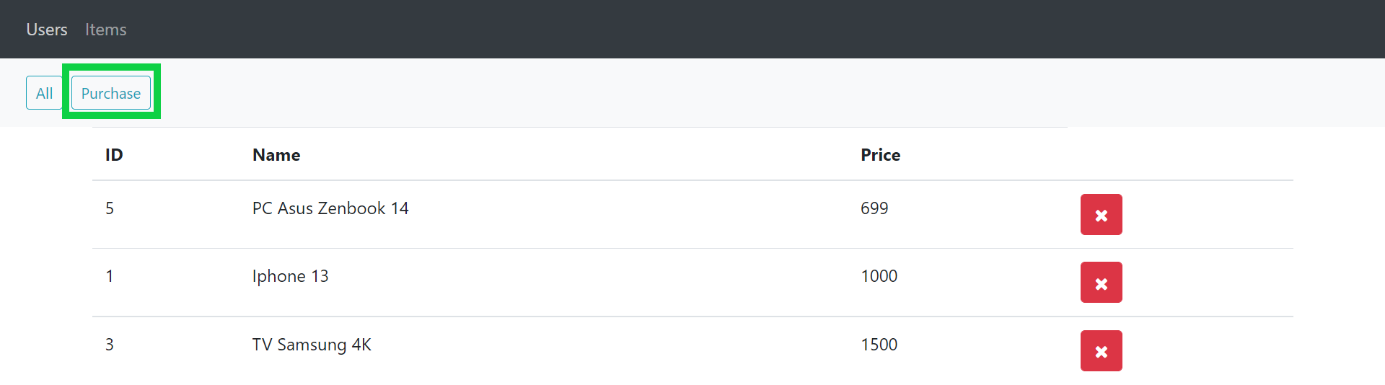 Users Items
All Purchase
ID Name Price
5 PC Asus Zenbook 14 699
1 Iphone 13 1000
3 TV Samsung 4K 1500